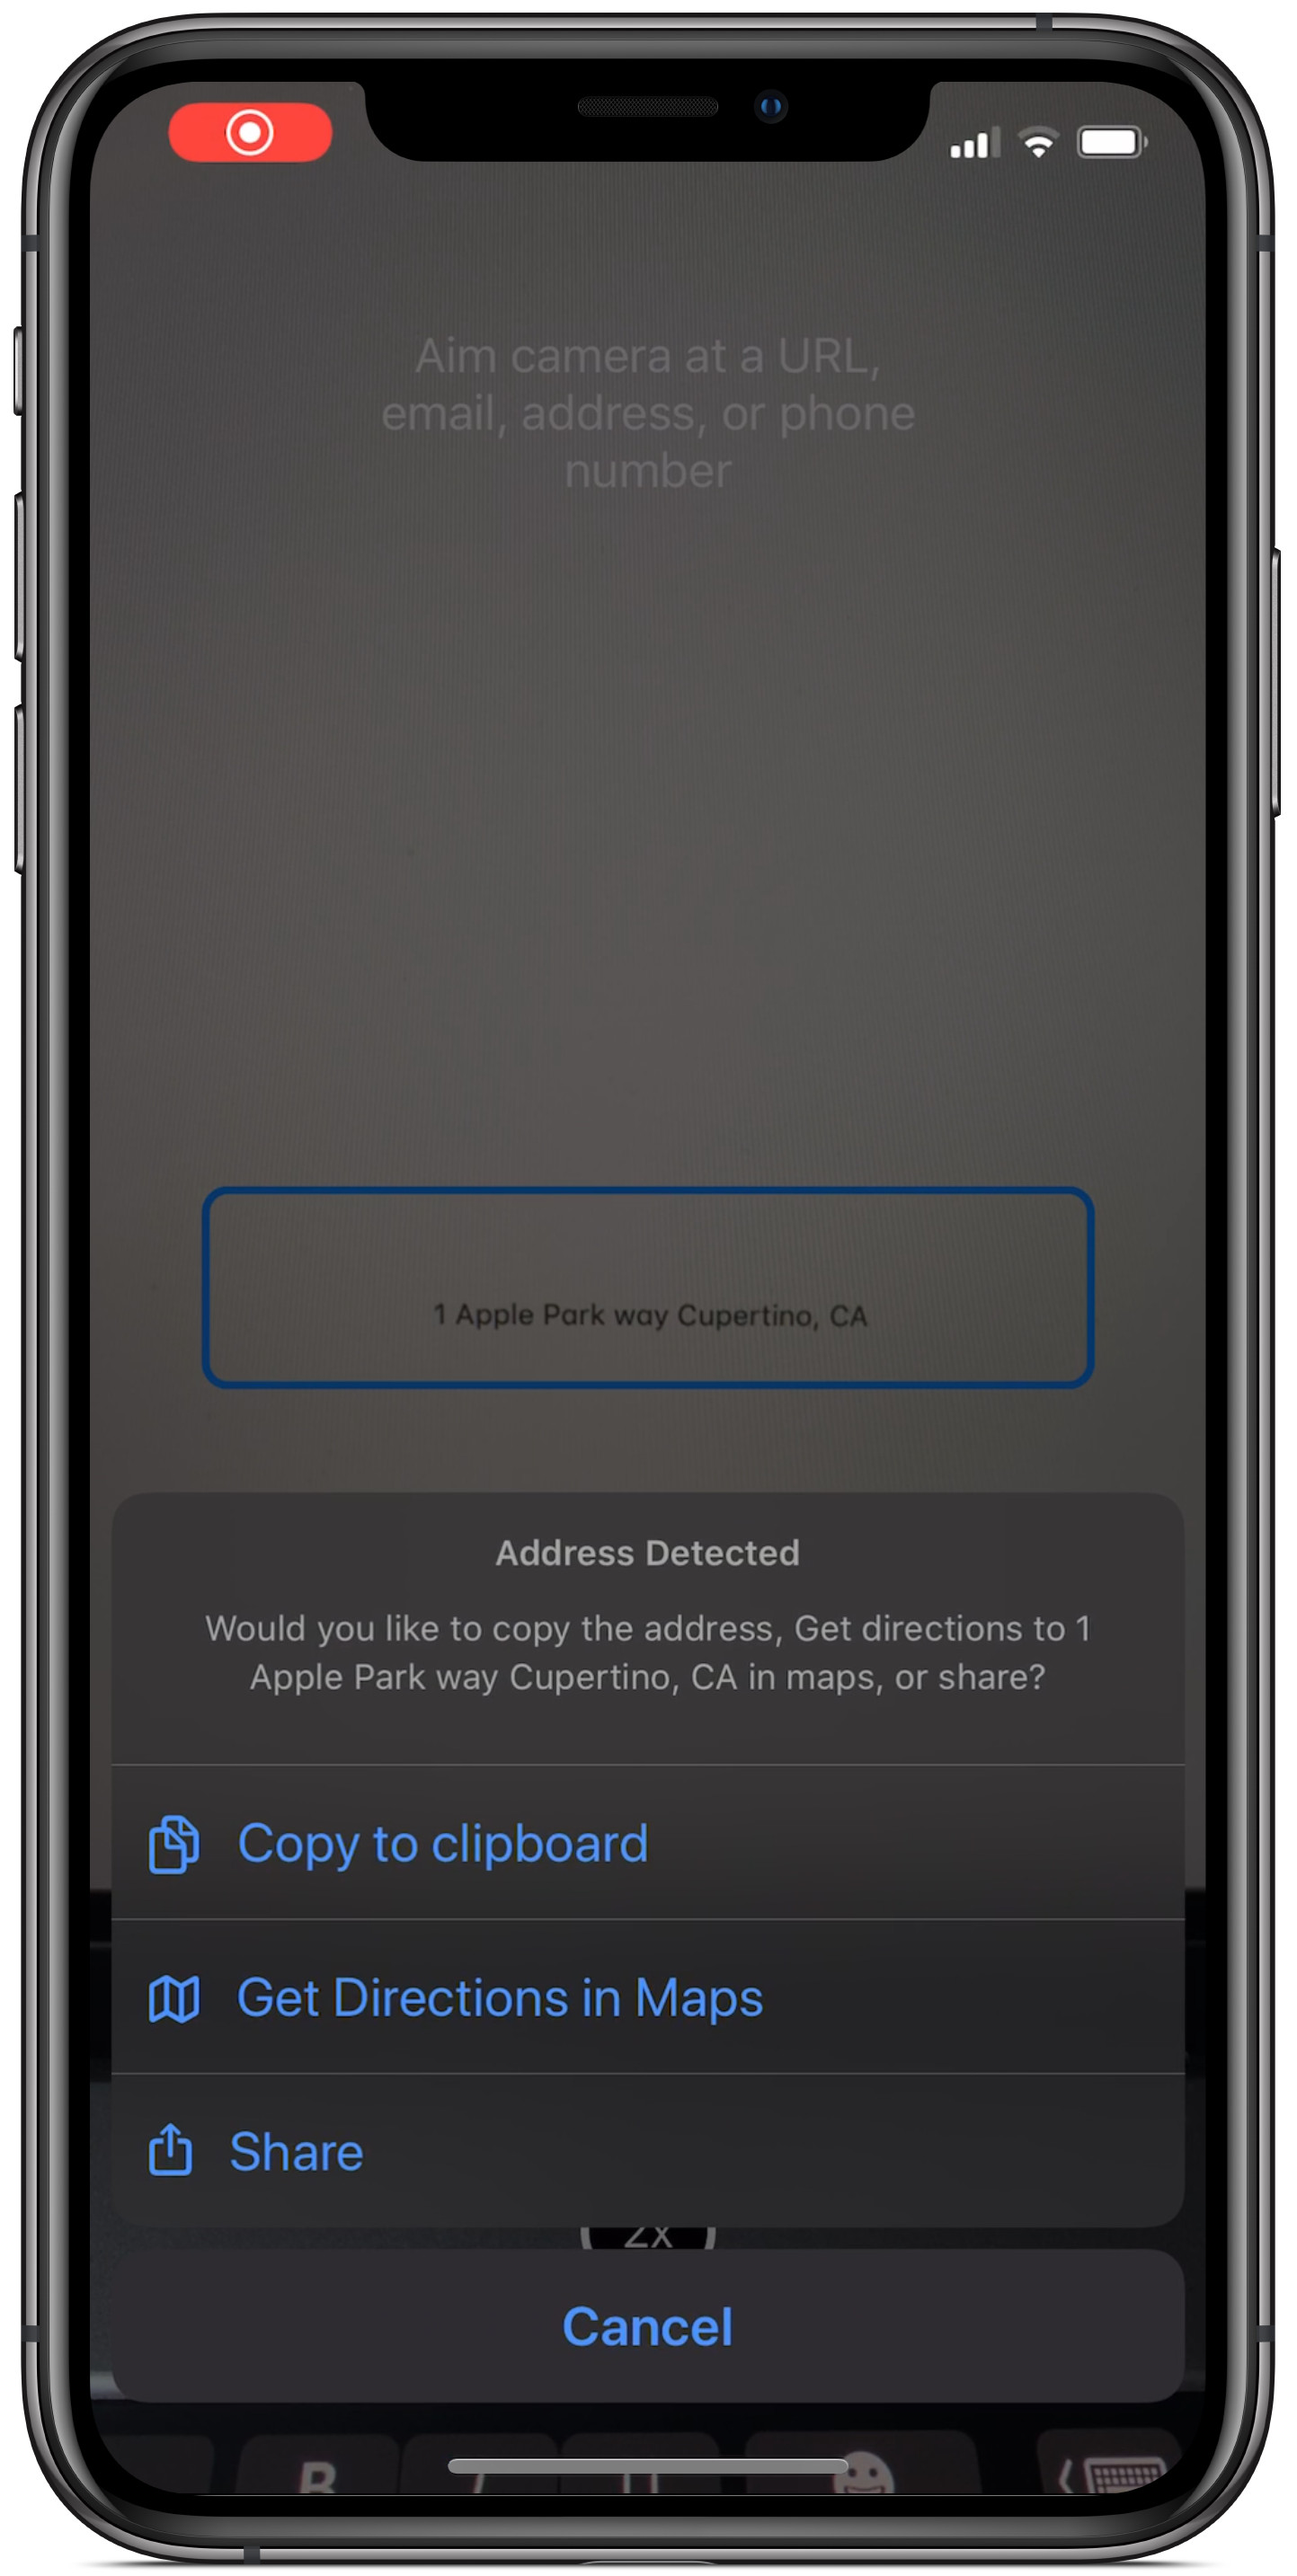 Aim camera at a URL,
email, address, or phone
number
1 Apple Park way Cupertino, CA
Address Detected
Would you like to copy the address, Get directions to 1
Apple Park way Cupertino, CA in maps, or share?
Copy to clipboard
Get Directions in Maps
Share
2x
Cancel
B I U